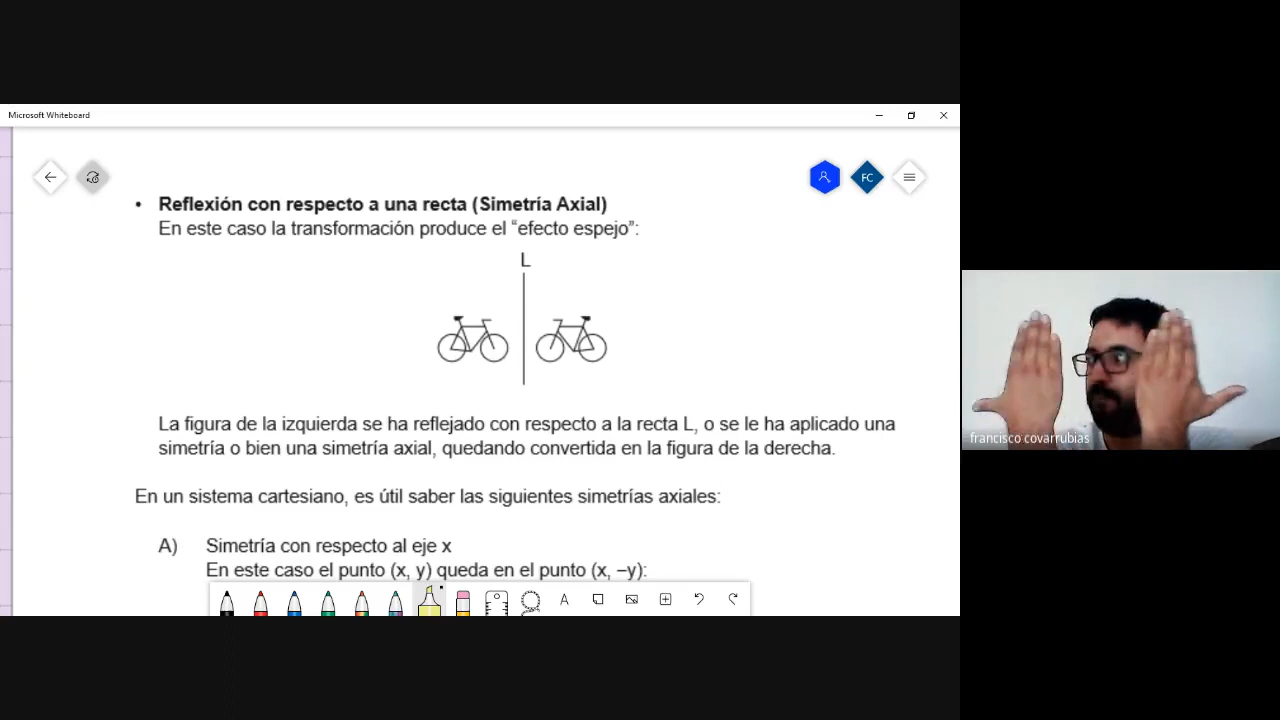 Microsoft Whiteboard
FC
• Reflexión con respecto a una recta (Simetría Axial)
En este caso la transformación produce el “efecto espejo”:
L
La figura de la izquierda se ha reflejado con respecto a la recta L, o se le ha aplicado una
simetría o bien una simetría axial, quedando convertida en la figura de la derecha.
francisco covarrubias
En un sistema cartesiano, es útil saber las siguientes simetrías axiales:
A) Simetría con respecto al eje x
En este caso el punto (x, y) queda en el punto (x, −y):
A